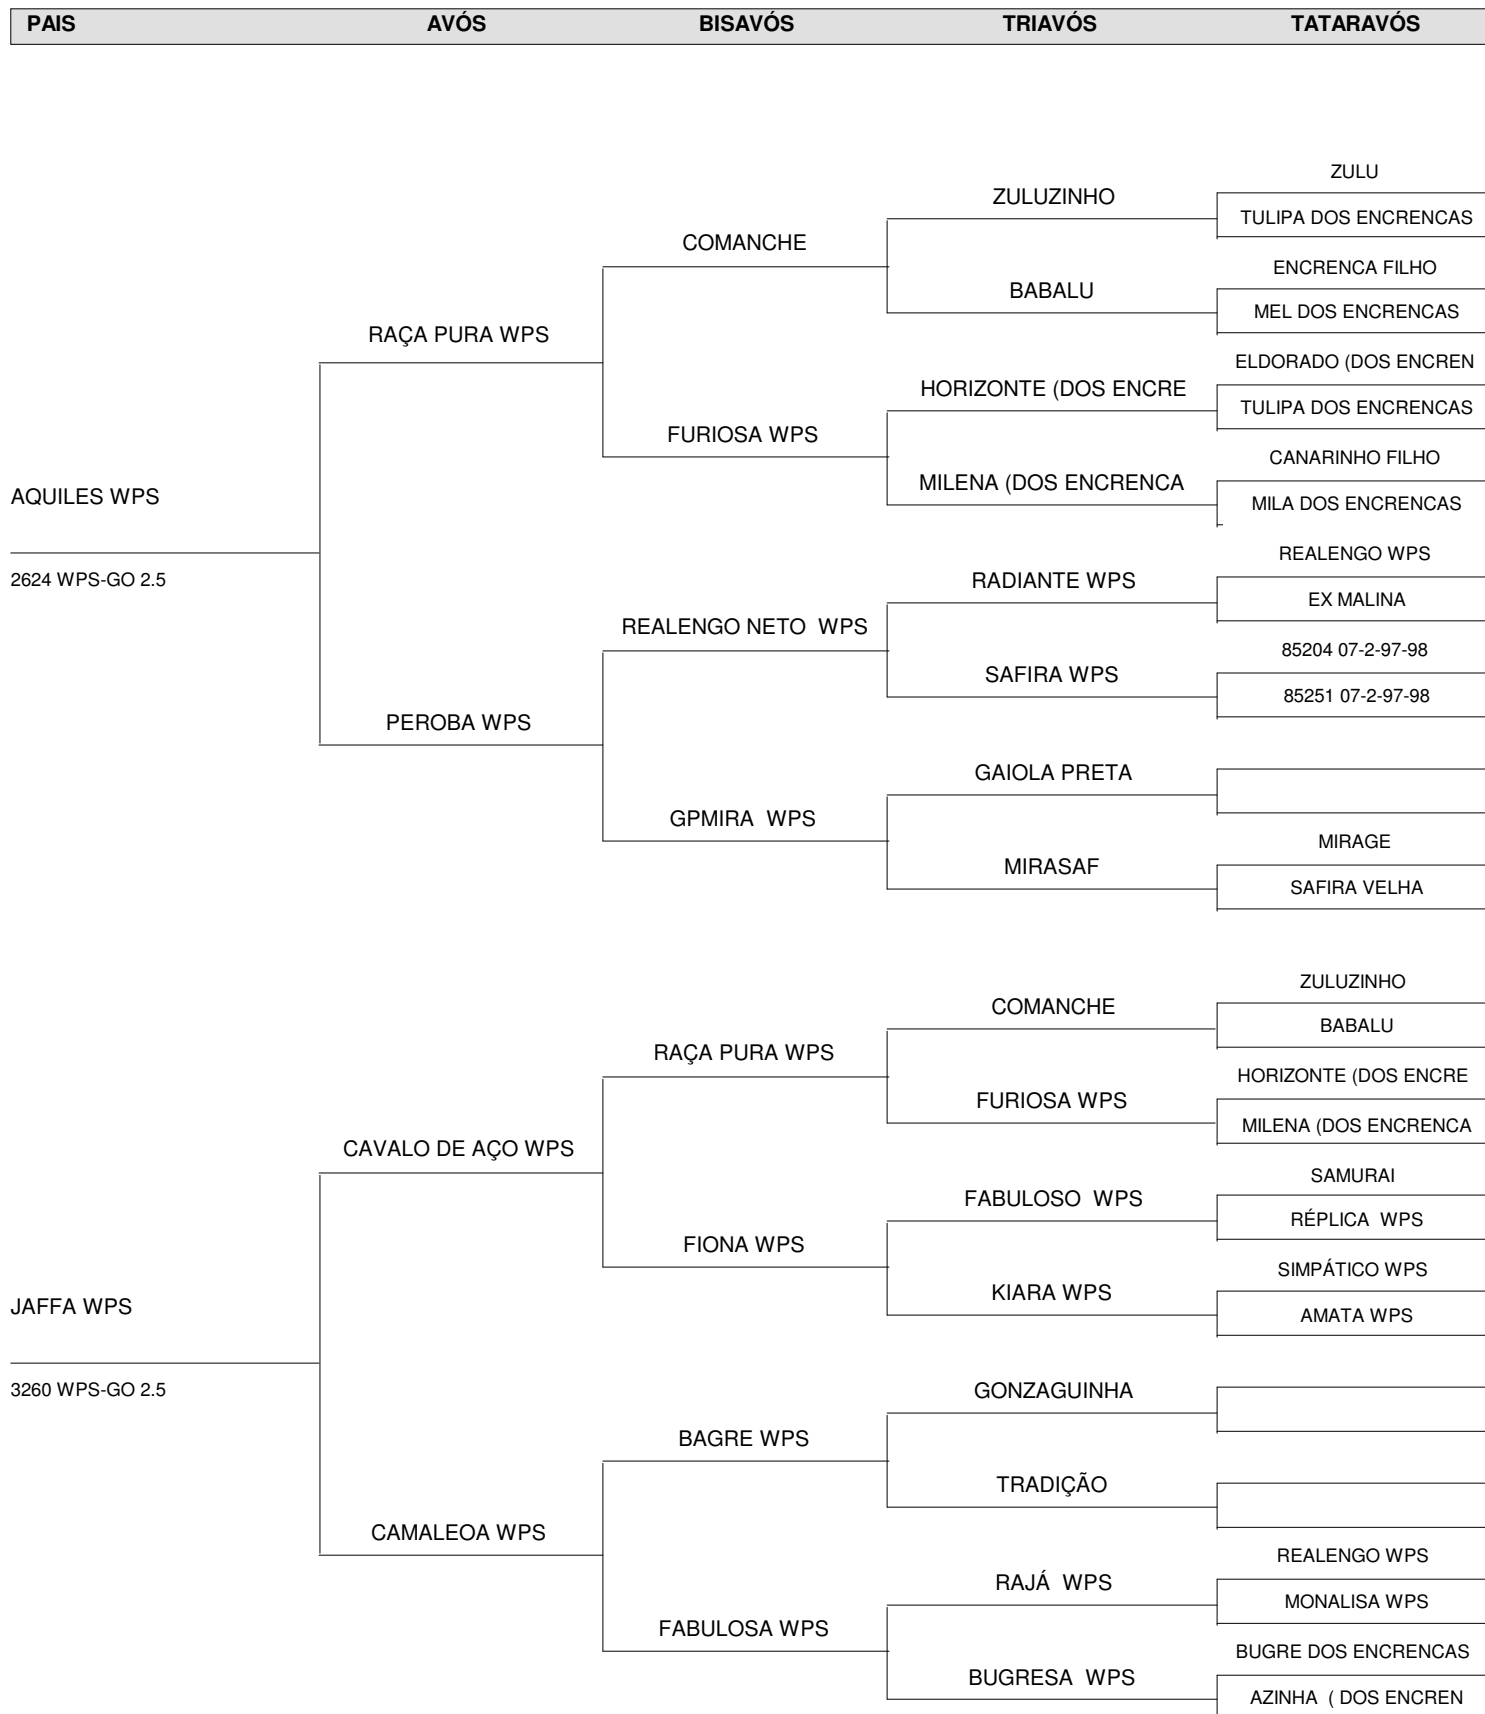 PAIS AVÓS BISAVÓS TRIAVÓS TATARAVÓS
ZULU
ZULUZINHO
TULIPA DOS ENCRENCAS
COMANCHE
ENCRENCA FILHO
BABALU
MEL DOS ENCRENCAS
RAÇA PURA WPS
ELDORADO (DOS ENCREN
HORIZONTE (DOS ENCRE
TULIPA DOS ENCRENCAS
FURIOSA WPS
CANARINHO FILHO
MILENA (DOS ENCRENCA
AQUILES WPS
MILA DOS ENCRENCAS
REALENGO WPS
2624 WPS-GO 2.5
RADIANTE WPS
EX MALINA
REALENGO NETO WPS
85204 07-2-97-98
SAFIRA WPS
85251 07-2-97-98
PEROBA WPS
GAIOLA PRETA
GPMIRA WPS
MIRAGE
MIRASAF
SAFIRA VELHA
ZULUZINHO
COMANCHE
BABALU
RAÇA PURA WPS
HORIZONTE (DOS ENCRE
FURIOSA WPS
MILENA (DOS ENCRENCA
CAVALO DE AÇO WPS
SAMURAI
FABULOSO WPS
RÉPLICA WPS
FIONA WPS
SIMPÁTICO WPS
KIARA WPS
JAFFA WPS
AMATA WPS
3260 WPS-GO 2.5
GONZAGUINHA
BAGRE WPS
TRADIÇÃO
CAMALEOA WPS
REALENGO WPS
RAJÁ WPS
MONALISA WPS
FABULOSA WPS
BUGRE DOS ENCRENCAS
BUGRESA WPS
AZINHA ( DOS ENCREN